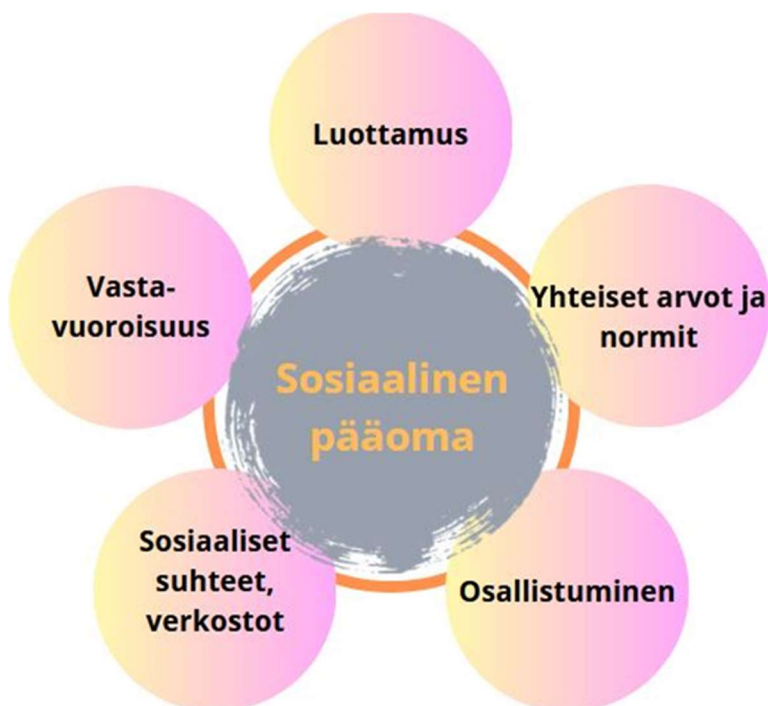 Luottamus
Yhteiset arvot ja
normit
Osallistuminen
Sosiaaliset
suhteet,
verkostot
Vasta-
vuoroisuus
Sosiaalinen
pääoma